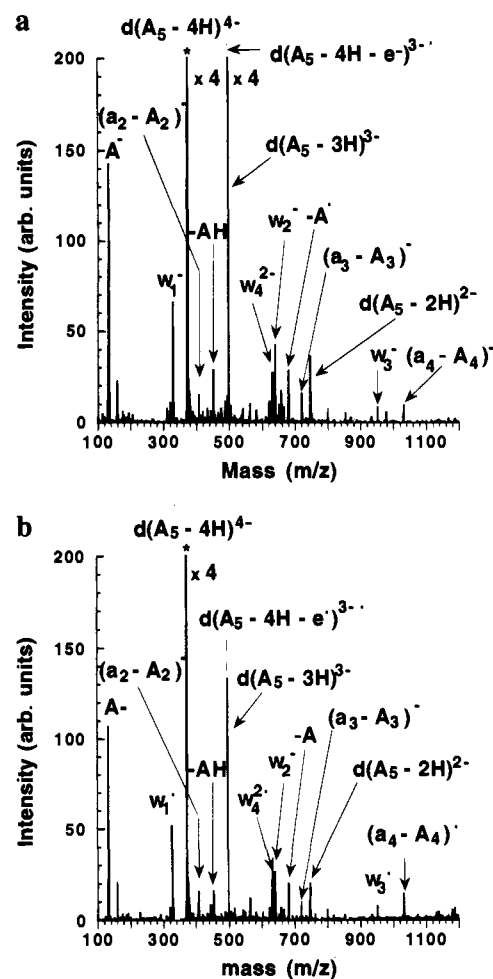 a
d(A₅ - 4H)⁴⁻
* x 4 x 4
d(A₅ - 4H - e⁻)³⁻·
(a₂ - A₂)⁻
A⁻
d(A₅ - 3H)³⁻
-AH
w₂⁻ -A·
w₁⁻
w₄²⁻
(a₃ - A₃)⁻
d(A₅ - 2H)²⁻
w₃⁻ (a₄ - A₄)⁻
Intensity (arb. units)
200
150
100
50
0
100 300 500 700 900 1100
Mass (m/z)
b
d(A₅ - 4H)⁴⁻
* x 4
d(A₅ - 4H - e·)³⁻·
(a₂ - A₂)⁻
A-
d(A₅ - 3H)³⁻
-AH
w₂⁻ -A
(a₃ - A₃)⁻
w₁·
w₄²·
d(A₅ - 2H)²⁻
(a₄ - A₄)·
w₃·
Intensity (arb. units)
200
150
100
50
0
100 300 500 700 900 1100
mass (m/z)